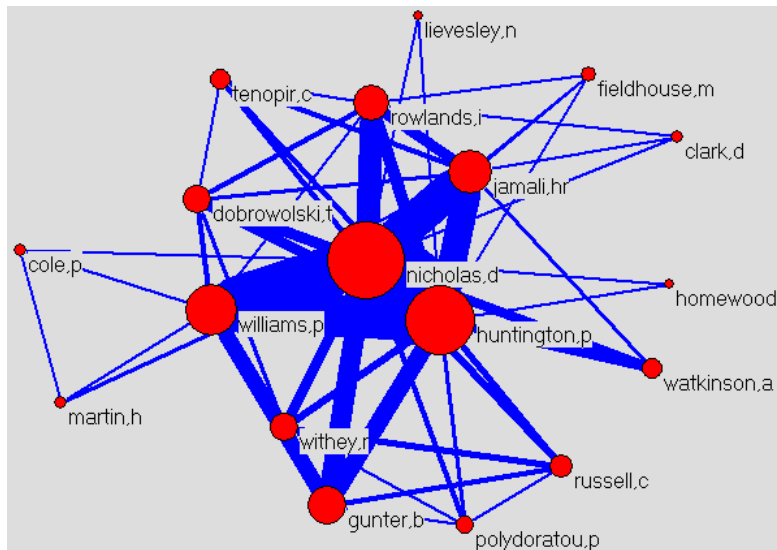 lievesley,n
tenopir,c
fieldhouse,m
rowlands,i
clark,d
jamali,hr
dobrowolski,t
cole,p
nicholas,d
homewood
williams,p
huntington,p
watkinson,a
martin,h
withey,r
russell,c
gunter,b
polydoratou,p